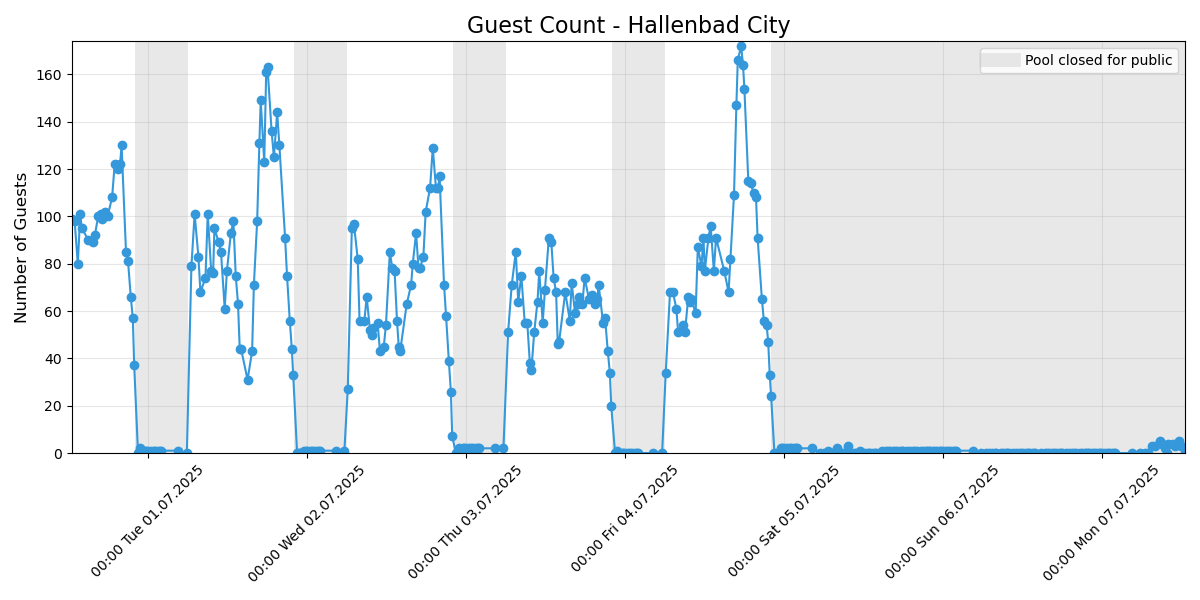 Guest Count - Hallenbad City
Pool closed for public
Number of Guests
160
140
120
100
80
60
40
20
0
00:00 Tue 01.07.2025
00:00 Wed 02.07.2025
00:00 Thu 03.07.2025
00:00 Fri 04.07.2025
00:00 Sat 05.07.2025
00:00 Sun 06.07.2025
00:00 Mon 07.07.2025